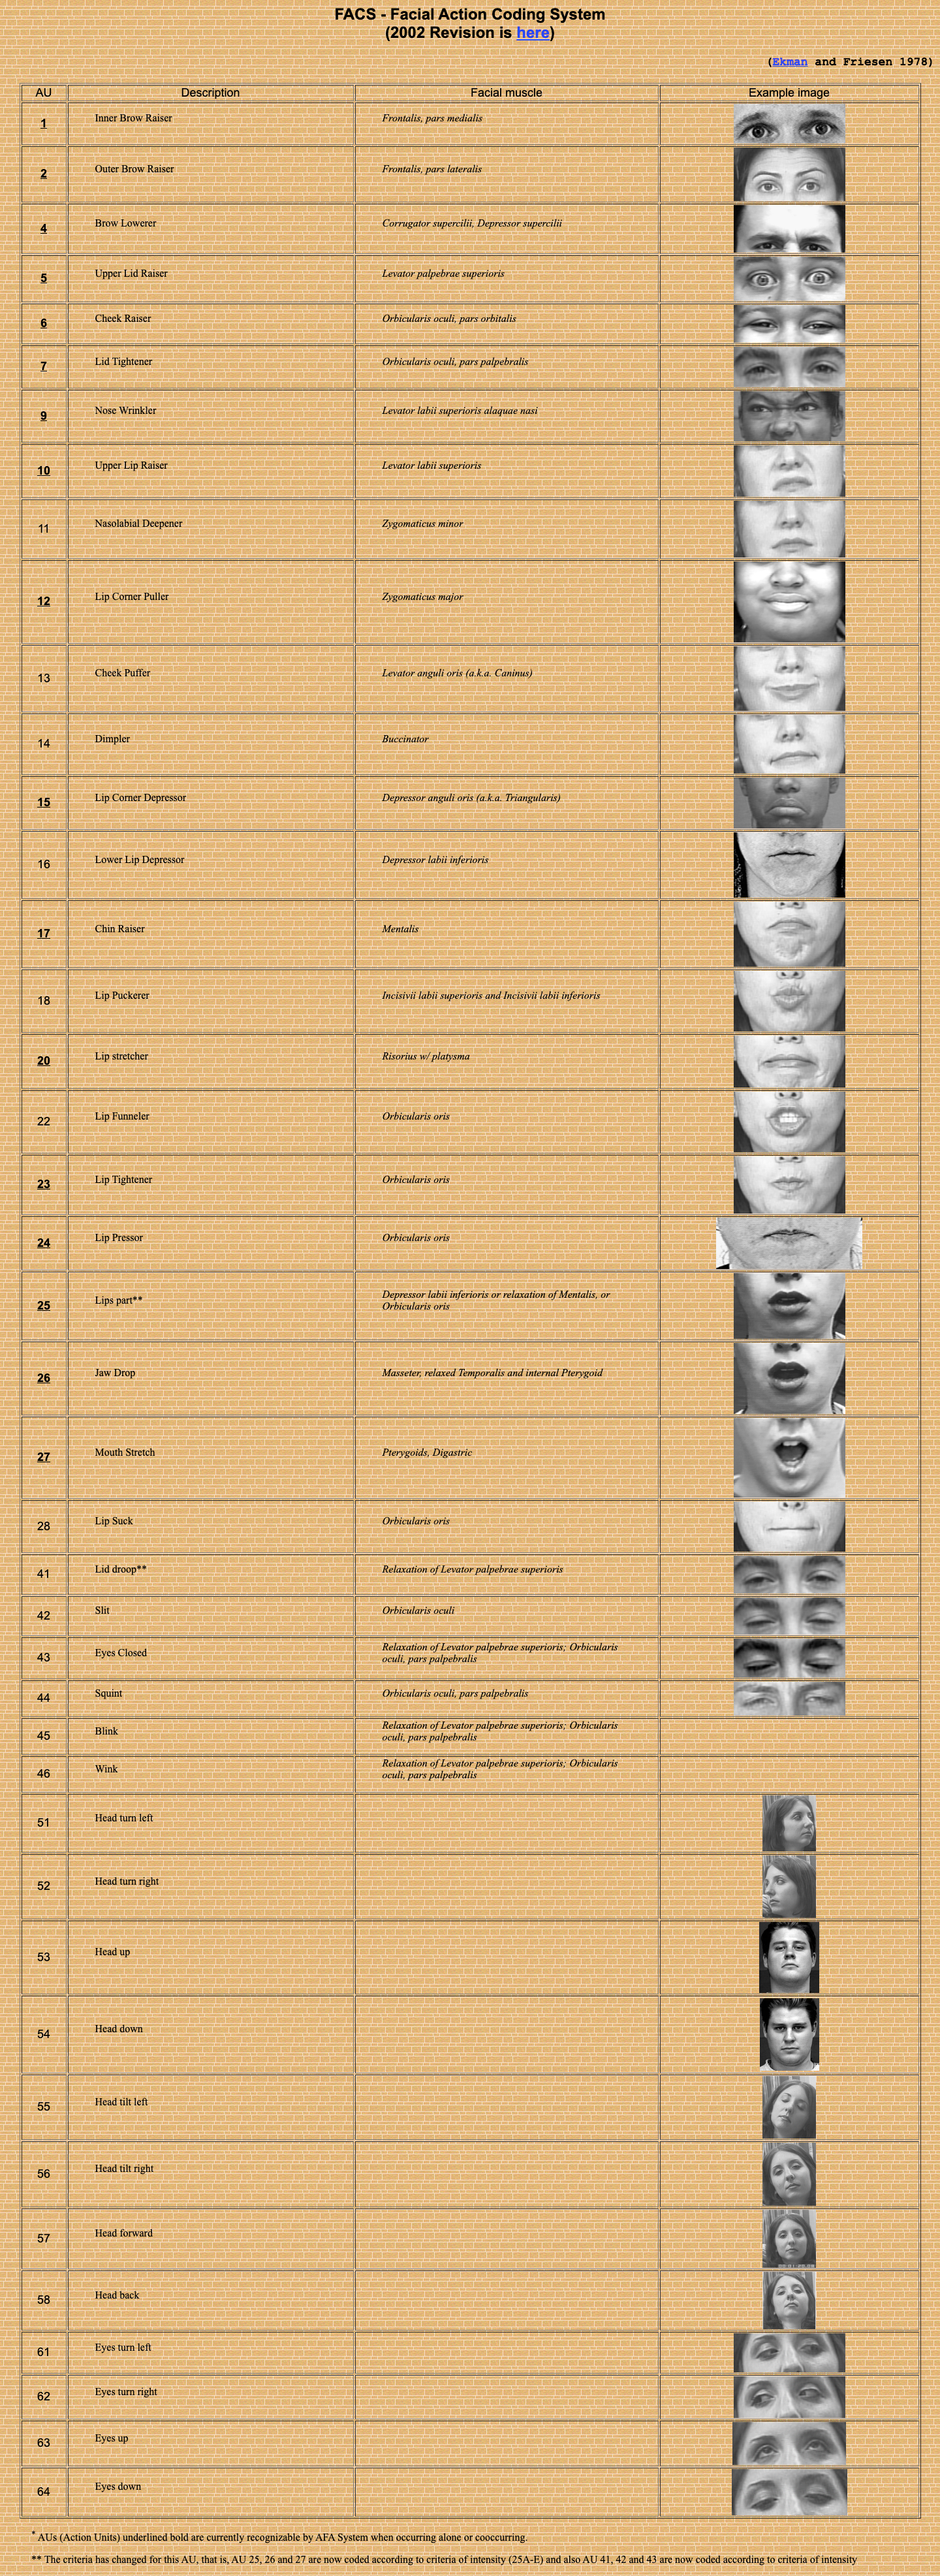 FACS - Facial Action Coding System
(2002 Revision is here)
(Ekman and Friesen 1978)
AU Description Facial muscle Example image
1 Inner Brow Raiser Frontalis, pars medialis
2 Outer Brow Raiser Frontalis, pars lateralis
4 Brow Lowerer Corrugator supercilii, Depressor supercilii
5 Upper Lid Raiser Levator palpebrae superioris
6 Cheek Raiser Orbicularis oculi, pars orbitalis
7 Lid Tightener Orbicularis oculi, pars palpebralis
9 Nose Wrinkler Levator labii superioris alaquae nasi
10 Upper Lip Raiser Levator labii superioris
11 Nasolabial Deepener Zygomaticus minor
12 Lip Corner Puller Zygomaticus major
13 Cheek Puffer Levator anguli oris (a.k.a. Caninus)
14 Dimpler Buccinator
15 Lip Corner Depressor Depressor anguli oris (a.k.a. Triangularis)
16 Lower Lip Depressor Depressor labii inferioris
17 Chin Raiser Mentalis
18 Lip Puckerer Incisivii labii superioris and Incisivii labii inferioris
20 Lip stretcher Risorius w/ platysma
22 Lip Funneler Orbicularis oris
23 Lip Tightener Orbicularis oris
24 Lip Pressor Orbicularis oris
25 Lips part** Depressor labii inferioris or relaxation of Mentalis, or
Orbicularis oris
26 Jaw Drop Masseter, relaxed Temporalis and internal Pterygoid
27 Mouth Stretch Pterygoids, Digastric
28 Lip Suck Orbicularis oris
41 Lid droop** Relaxation of Levator palpebrae superioris
42 Slit Orbicularis oculi
43 Eyes Closed Relaxation of Levator palpebrae superioris; Orbicularis
oculi, pars palpebralis
44 Squint Orbicularis oculi, pars palpebralis
45 Blink Relaxation of Levator palpebrae superioris; Orbicularis
oculi, pars palpebralis
46 Wink Relaxation of Levator palpebrae superioris; Orbicularis
oculi, pars palpebralis
51 Head turn left
52 Head turn right
53 Head up
54 Head down
55 Head tilt left
56 Head tilt right
57 Head forward
58 Head back
61 Eyes turn left
62 Eyes turn right
63 Eyes up
64 Eyes down
* AUs (Action Units) underlined bold are currently recognizable by AFA System when occurring alone or cooccurring.
** The criteria has changed for this AU, that is, AU 25, 26 and 27 are now coded according to criteria of intensity (25A-E) and also AU 41, 42 and 43 are now coded according to criteria of intensity